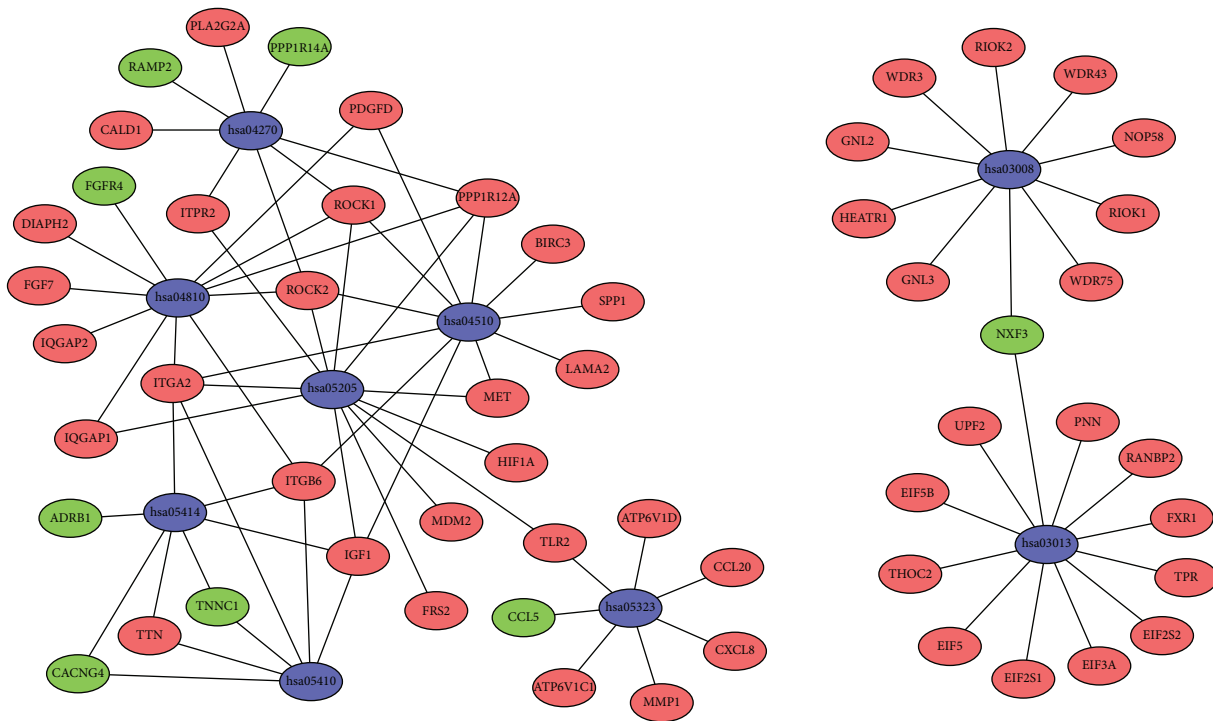 PLA2G2A
PPP1R14A
RAMP2
CALD1
hsa04270
PDGFD
FGFR4
ITPR2
ROCK1
PPP1R12A
DIAPH2
BIRC3
FGF7
hsa04810
ROCK2
hsa04510
SPP1
IQGAP2
LAMA2
ITGA2
hsa05205
MET
IQGAP1
HIF1A
ITGB6
ADRB1
hsa05414
MDM2
IGF1
TLR2
ATP6V1D
CCL20
TNNC1
FRS2
CCL5
hsa05323
TTN
CXCL8
CACNG4
hsa05410
ATP6V1C1
MMP1
RIOK2
WDR3
WDR43
GNL2
NOP58
hsa03008
HEATR1
RIOK1
GNL3
WDR75
NXF3
UPF2
PNN
RANBP2
EIF5B
FXR1
hsa03013
THOC2
TPR
EIF5
EIF2S2
EIF2S1
EIF3A